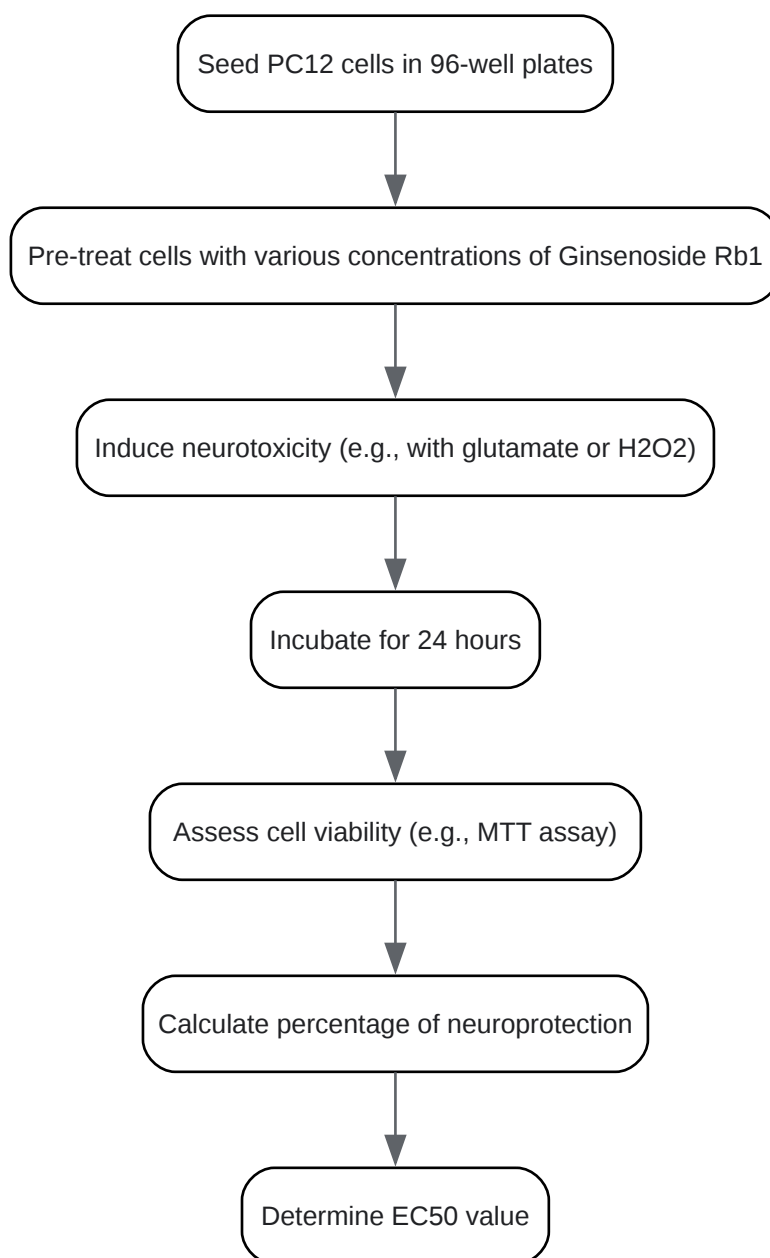 Seed PC12 cells in 96-well plates
Pre-treat cells with various concentrations of Ginsenoside Rb1
Induce neurotoxicity (e.g., with glutamate or H2O2)
Incubate for 24 hours
Assess cell viability (e.g., MTT assay)
Calculate percentage of neuroprotection
Determine EC50 value